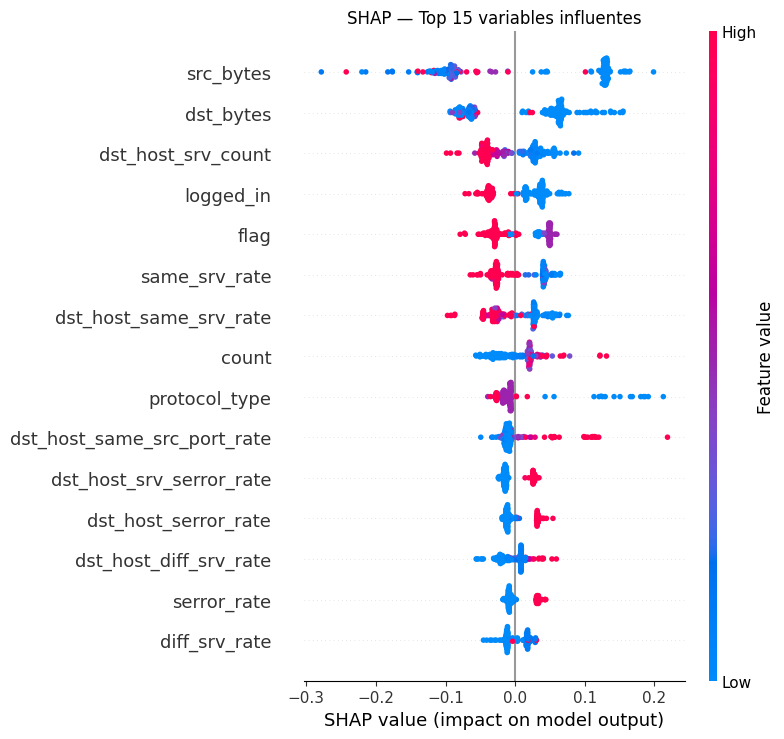 SHAP — Top 15 variables influentes
High
src_bytes
dst_bytes
dst_host_srv_count
logged_in
flag
same_srv_rate
dst_host_same_srv_rate
count
protocol_type
dst_host_same_src_port_rate
dst_host_srv_serror_rate
dst_host_serror_rate
dst_host_diff_srv_rate
serror_rate
diff_srv_rate
Feature value
Low
−0.3 −0.2 −0.1 0.0 0.1 0.2
SHAP value (impact on model output)